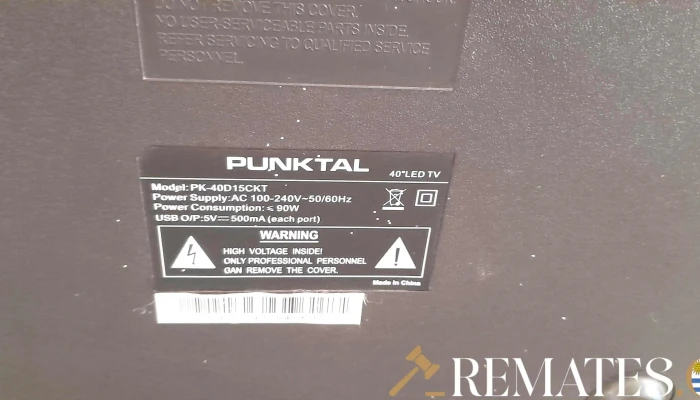 DO NOT REMOVE THIS COVER.
NO USER-SERVICEABLE PARTS INSIDE.
REFER SERVICING TO QUALIFIED SERVICE
PERSONNEL.
PUNKTAL
40"LED TV
Model: PK-40D15CKT
Power Supply: AC 100-240V~50/60Hz
Power Consumption: ≤ 90W
USB O/P: 5V⎓500mA (each port)
WARNING
HIGH VOLTAGE INSIDE!
ONLY PROFESSIONAL PERSONNEL
GAN REMOVE THE COVER.
Made in China
REMATES